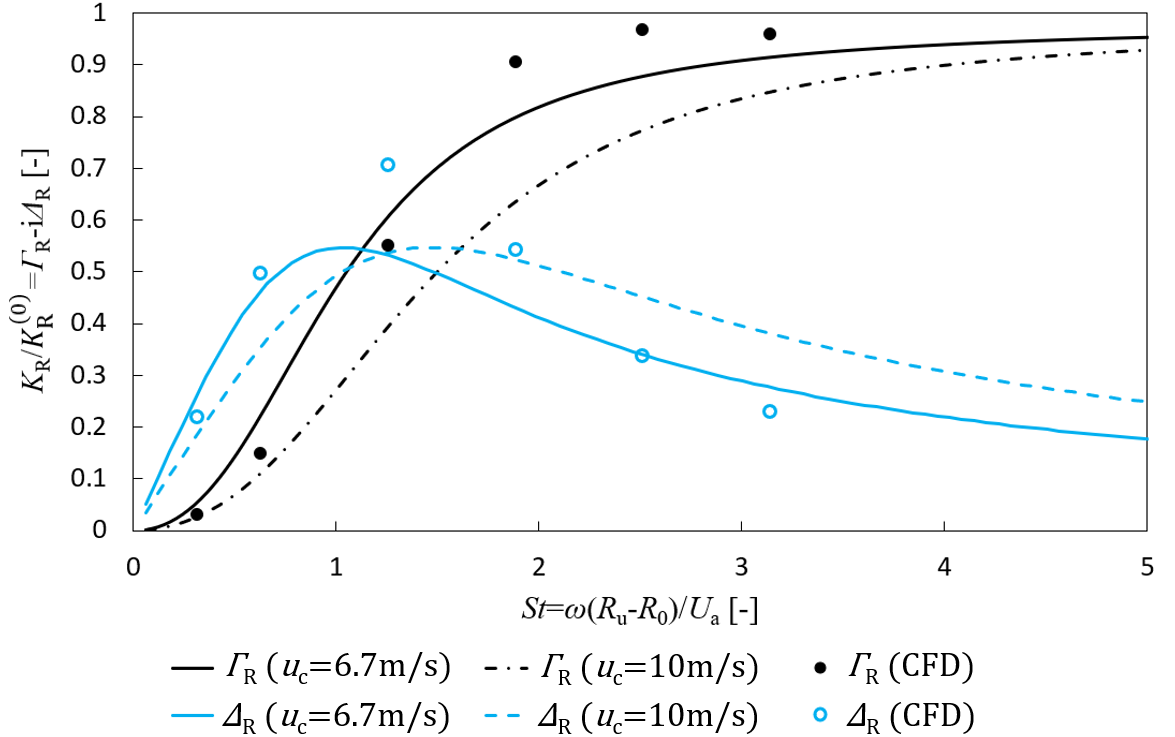 1
0.9
0.8
0.7
0.6
0.5
0.4
0.3
0.2
0.1
0
K_R/K_R^(0)=Γ_R-iΔ_R [-]
0 1 2 3 4 5
St=ω(R_u-R_0)/U_a [-]
Γ_R (u_c=6.7m/s) Γ_R (u_c=10m/s) Γ_R (CFD)
Δ_R (u_c=6.7m/s) Δ_R (u_c=10m/s) Δ_R (CFD)